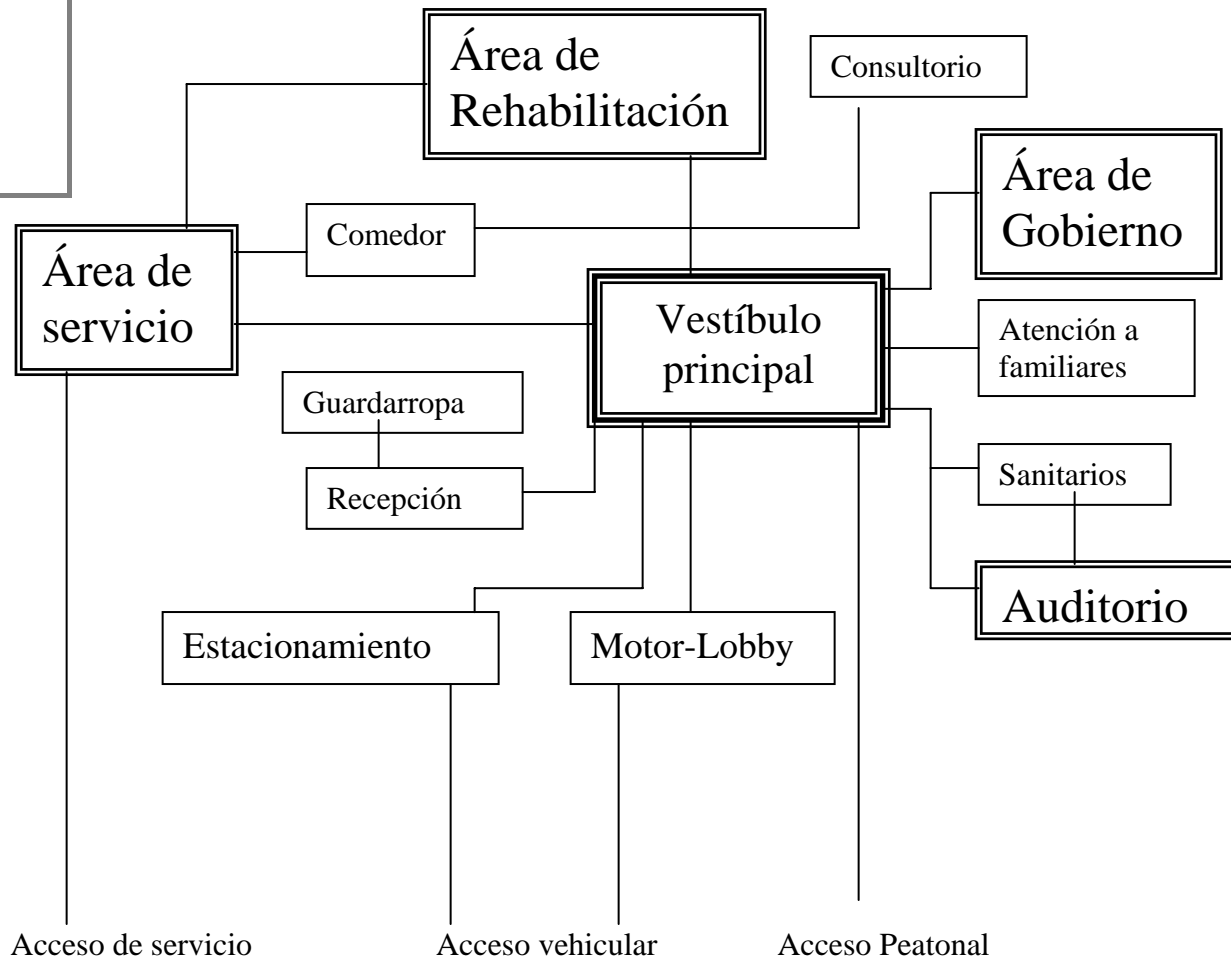 Área de
Rehabilitación
Consultorio
Área de
Gobierno
Comedor
Área de
servicio
Vestíbulo
principal
Atención a
familiares
Guardarropa
Recepción
Sanitarios
Auditorio
Estacionamiento
Motor-Lobby
Acceso de servicio
Acceso vehicular
Acceso Peatonal